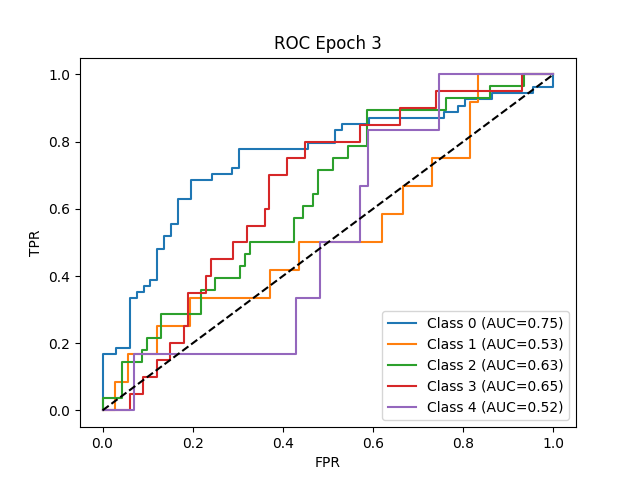 ROC Epoch 3
TPR
1.0
0.8
0.6
0.4
0.2
0.0
Class 0 (AUC=0.75)
Class 1 (AUC=0.53)
Class 2 (AUC=0.63)
Class 3 (AUC=0.65)
Class 4 (AUC=0.52)
0.0 0.2 0.4 0.6 0.8 1.0
FPR